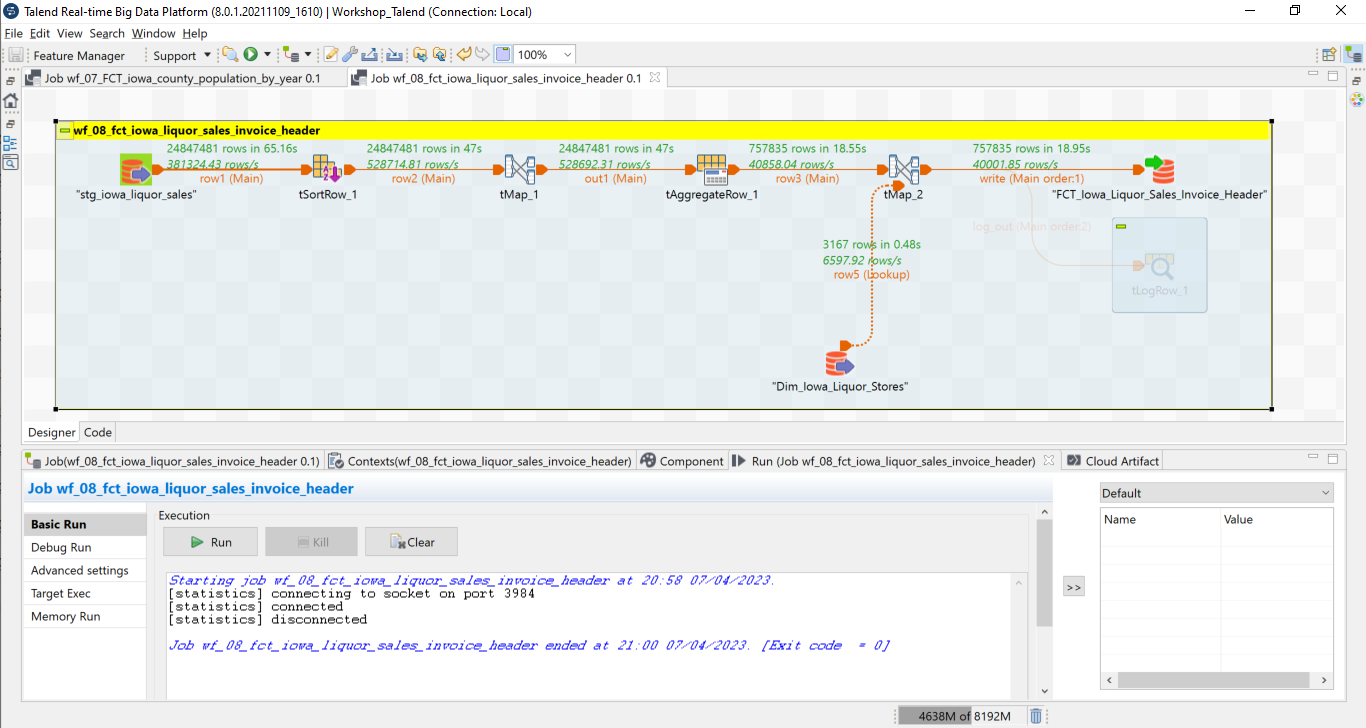 Talend Real-time Big Data Platform (8.0.1.20211109_1610) | Workshop_Talend (Connection: Local)
File Edit View Search Window Help
Feature Manager Support 100%
Job wf_07_FCT_iowa_county_population_by_year 0.1 Job wf_08_fct_iowa_liquor_sales_invoice_header 0.1
wf_08_fct_iowa_liquor_sales_invoice_header
24847481 rows in 65.16s 24847481 rows in 47s 24847481 rows in 47s 757835 rows in 18.55s 757835 rows in 18.95s
381324.43 rows/s 528714.81 rows/s 528692.31 rows/s 40858.04 rows/s 40001.85 rows/s
row1 (Main) row2 (Main) out1 (Main) row3 (Main) write (Main order:1)
"stg_iowa_liquor_sales" tSortRow_1 tMap_1 tAggregateRow_1 tMap_2 "FCT_Iowa_Liquor_Sales_Invoice_Header"
log_out (Main order:2)
3167 rows in 0.48s
6597.92 rows/s
row5 (Lookup)
tLogRow_1
"Dim_Iowa_Liquor_Stores"
Designer Code
Job(wf_08_fct_iowa_liquor_sales_invoice_header 0.1) Contexts(wf_08_fct_iowa_liquor_sales_invoice_header) Component Run (Job wf_08_fct_iowa_liquor_sales_invoice_header) Cloud Artifact
Job wf_08_fct_iowa_liquor_sales_invoice_header
Default
Basic Run
Debug Run
Advanced settings
Target Exec
Memory Run
Execution
Run Kill Clear
Starting job wf_08_fct_iowa_liquor_sales_invoice_header at 20:58 07/04/2023.
[statistics] connecting to socket on port 3984
[statistics] connected
[statistics] disconnected
Job wf_08_fct_iowa_liquor_sales_invoice_header ended at 21:00 07/04/2023. [Exit code = 0]
>>
Name Value
4638M of 8192M